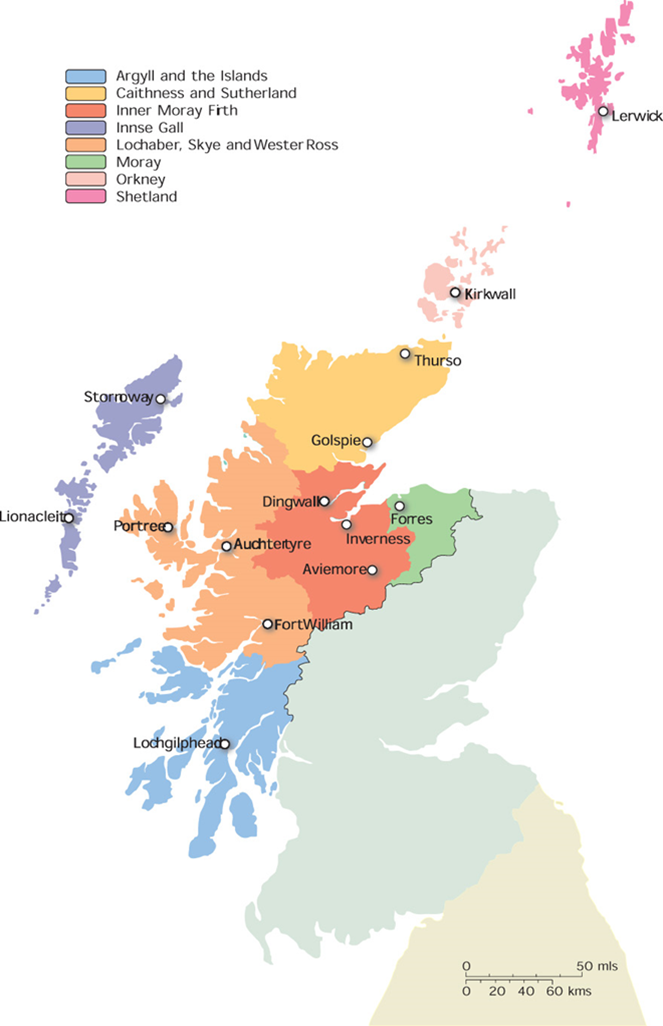 Argyll and the Islands
Caithness and Sutherland
Inner Moray Firth
Innse Gall
Lochaber, Skye and Wester Ross
Moray
Orkney
Shetland
Lerwick
Kirkwall
Thurso
Stornoway
Golspie
Dingwall
Lionacleit
Portree
Forres
Inverness
Auchtertyre
Aviemore
Fort William
Lochgilphead
0 50 mls
0 20 40 60 kms